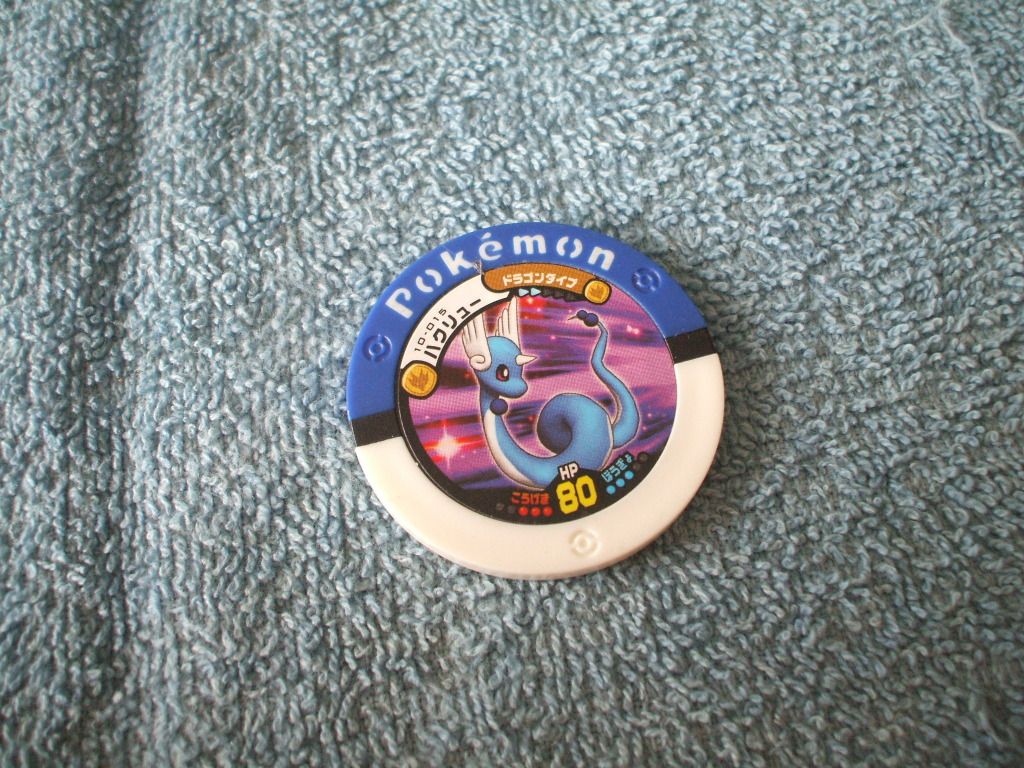 Pokémon
ドラゴンタイプ
10-015
ハクリュー
HP
80
こうげき
ぼうぎょ